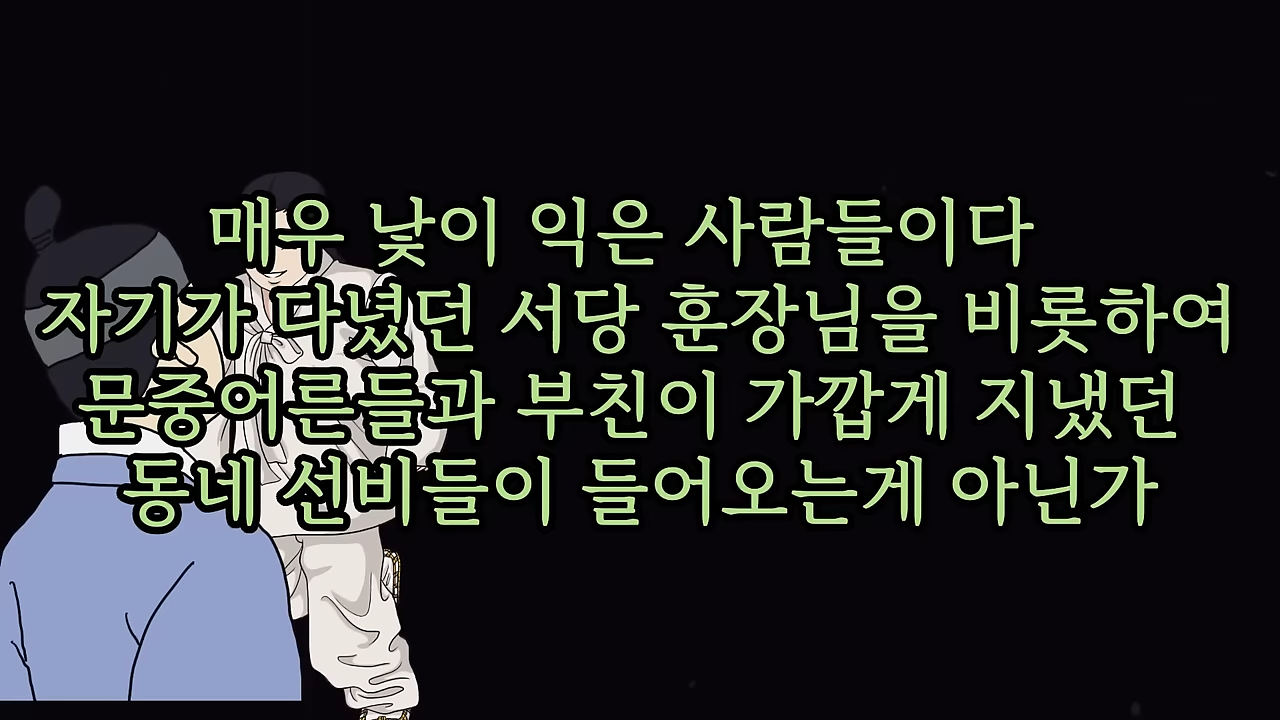 매우 낯이 익은 사람들이다
자기가 다녔던 서당 훈장님을 비롯하여
문중어른들과 부친이 가깝게 지냈던
동네 선비들이 들어오는게 아닌가